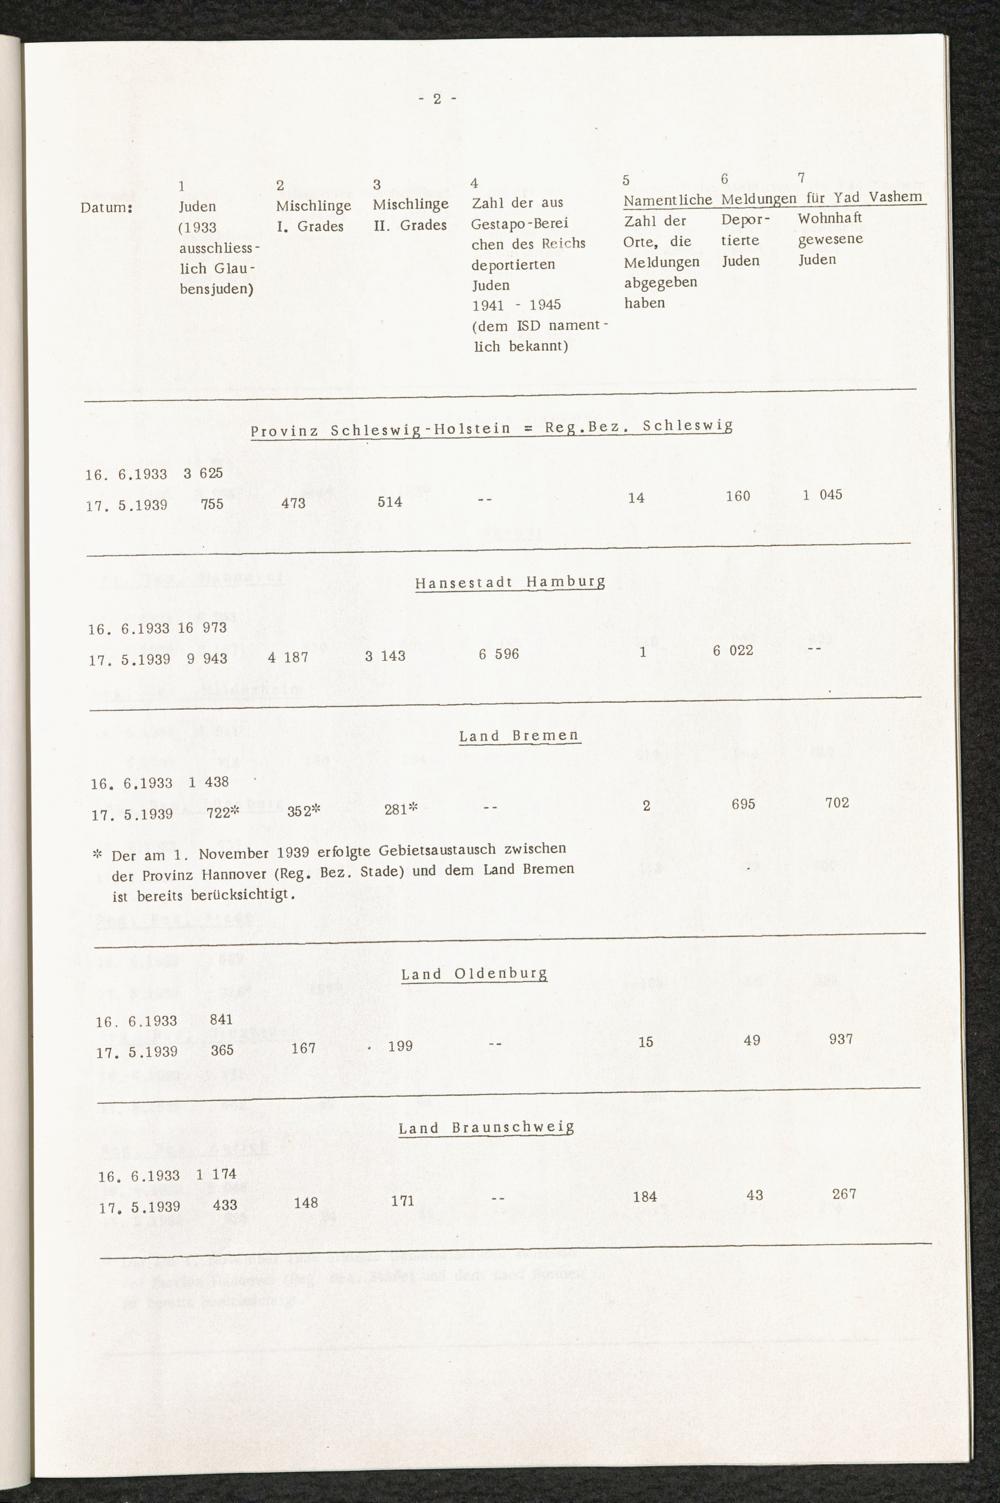 - 2 -
1 2 3 4 5 6 7
Datum: Juden Mischlinge Mischlinge Zahl der aus Namentliche Meldungen für Yad Vashem
(1933 I. Grades II. Grades Gestapo-Berei Zahl der Depor- Wohnhaft
ausschliess- chen des Reichs Orte, die tierte gewesene
lich Glau- deportierten Meldungen Juden Juden
bensjuden) Juden abgegeben
1941 - 1945 haben
(dem ISD nament-
lich bekannt)
Provinz Schleswig-Holstein = Reg.Bez. Schleswig
16. 6.1933 3 625
17. 5.1939 755 473 514 -- 14 160 1 045
Hansestadt Hamburg
16. 6.1933 16 973
17. 5.1939 9 943 4 187 3 143 6 596 1 6 022 --
Land Bremen
16. 6.1933 1 438
17. 5.1939 722* 352* 281* -- 2 695 702
* Der am 1. November 1939 erfolgte Gebietsaustausch zwischen
der Provinz Hannover (Reg. Bez. Stade) und dem Land Bremen
ist bereits berücksichtigt.
Land Oldenburg
16. 6.1933 841
17. 5.1939 365 167 199 -- 15 49 937
Land Braunschweig
16. 6.1933 1 174
17. 5.1939 433 148 171 -- 184 43 267